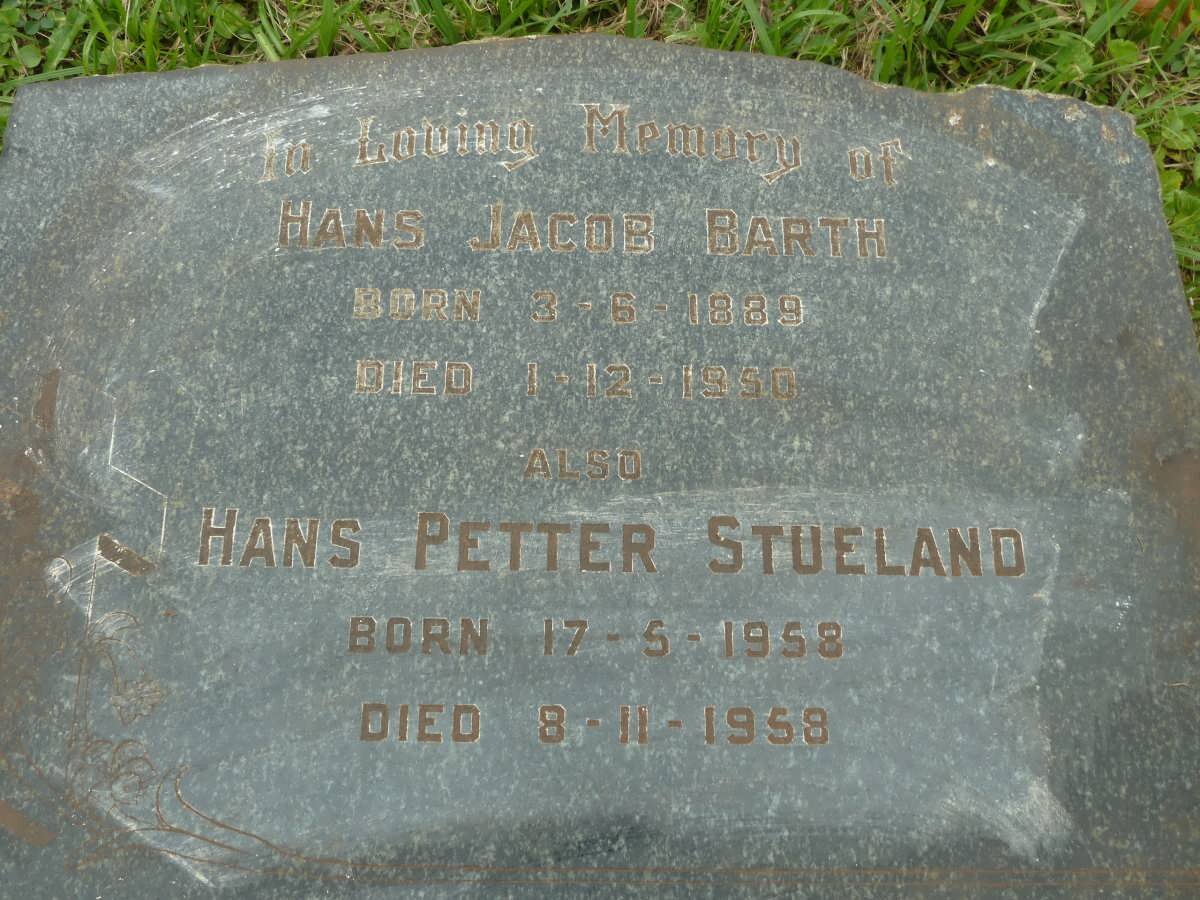 In Loving Memory of
HANS JACOB BARTH
BORN 3-6-1889
DIED 1-12-1950
ALSO
HANS PETTER STUELAND
BORN 17-5-1958
DIED 8-11-1958